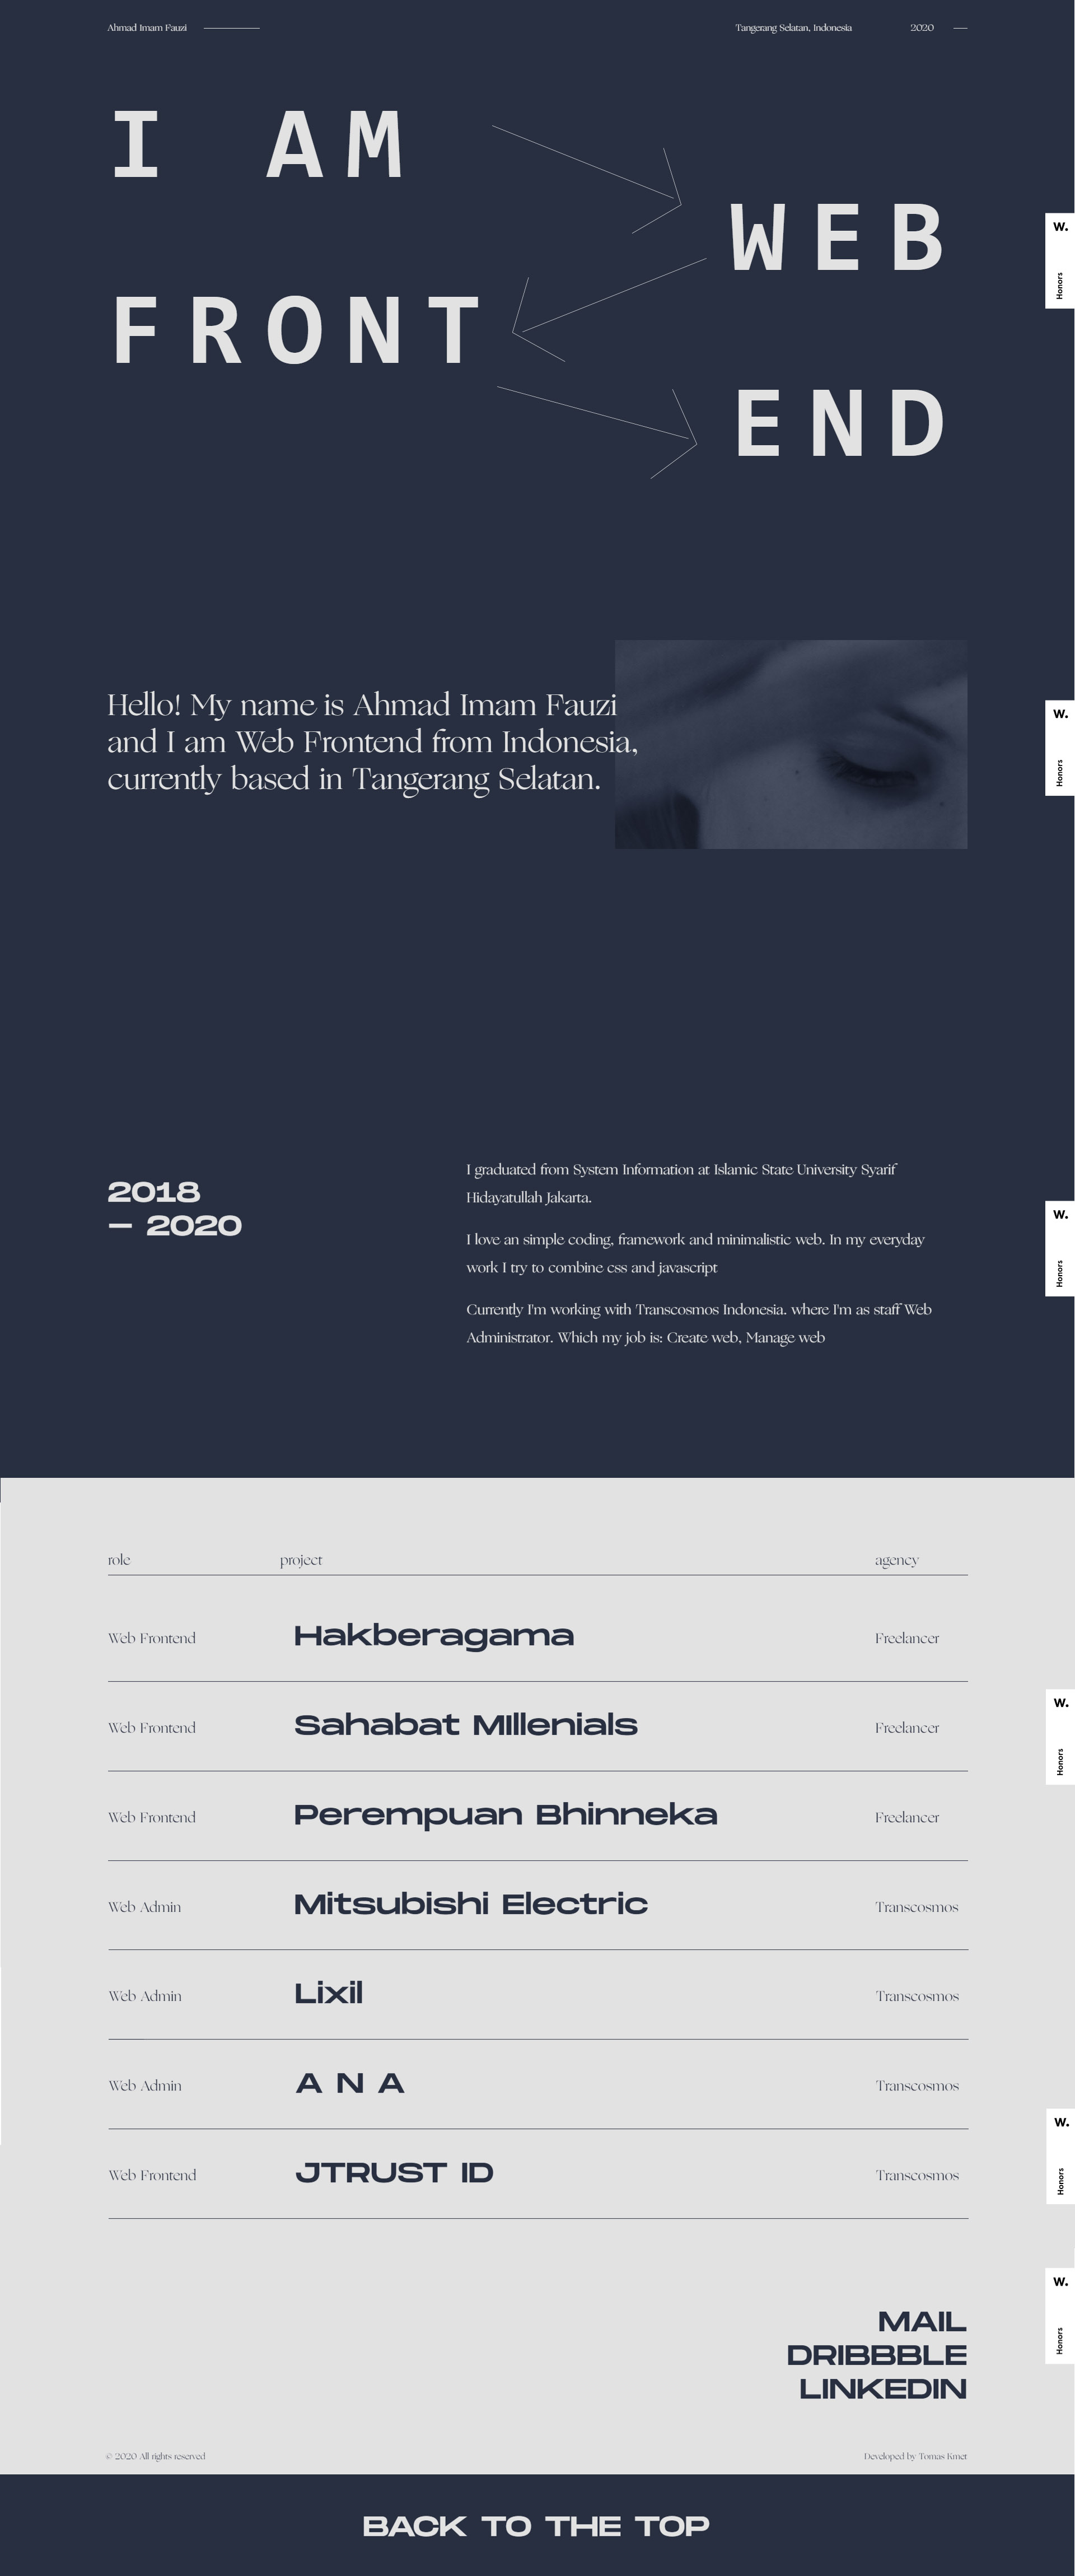 Ahmad Imam Fauzi
Tangerang Selatan, Indonesia
2020
I AM
WEB
W.
Honors
FRONT
END
Hello! My name is Ahmad Imam Fauzi
and I am Web Frontend from Indonesia,
currently based in Tangerang Selatan.
W.
Honors
2018
– 2020
I graduated from System Information at Islamic State University Syarif
Hidayatullah Jakarta.
I love an simple coding, framework and minimalistic web. In my everyday
work I try to combine css and javascript
Currently I'm working with Transcosmos Indonesia. where I'm as staff Web
Administrator. Which my job is: Create web, Manage web
W.
Honors
role project agency
Web Frontend Hakberagama Freelancer
Web Frontend Sahabat MIllenials Freelancer
W.
Honors
Web Frontend Perempuan Bhinneka Freelancer
Web Admin Mitsubishi Electric Transcosmos
Web Admin Lixil Transcosmos
Web Admin A N A Transcosmos
Web Frontend JTRUST ID Transcosmos
W.
Honors
W.
Honors
MAIL
DRIBBBLE
LINKEDIN
© 2020 All rights reserved
Developed by Tomas Kmet
BACK TO THE TOP